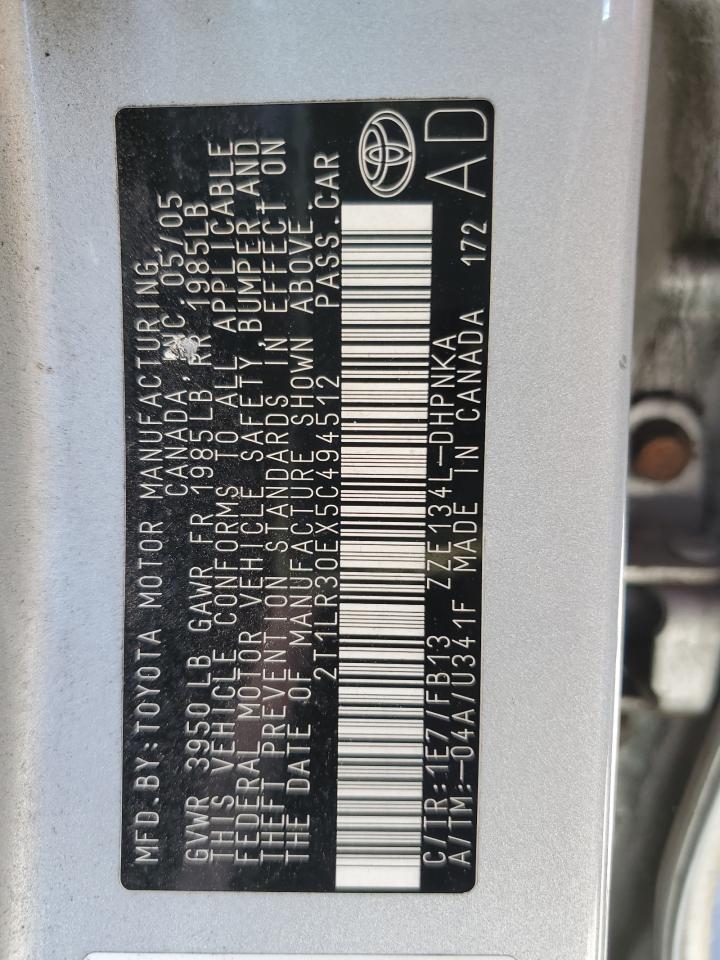 MFD.BY:TOYOTA MOTOR MANUFACTURING,
CANADA, INC 05/05
GVWR 3950 LB GAWR FR 1985LB, RR 1985LB
THIS VEHICLE CONFORMS TO ALL APPLICABLE
FEDERAL MOTOR VEHICLE SAFETY, BUMPER AND
THEFT PREVENTION STANDARDS IN EFFECT ON
THE DATE OF MANUFACTURE SHOWN ABOVE.
2T1LR30EX5C494512 PASS.CAR
C/TR:1E7/FB13 ZZE134L-DHPNKA
A/TM:-04A/U341F MADE IN CANADA 172
AD